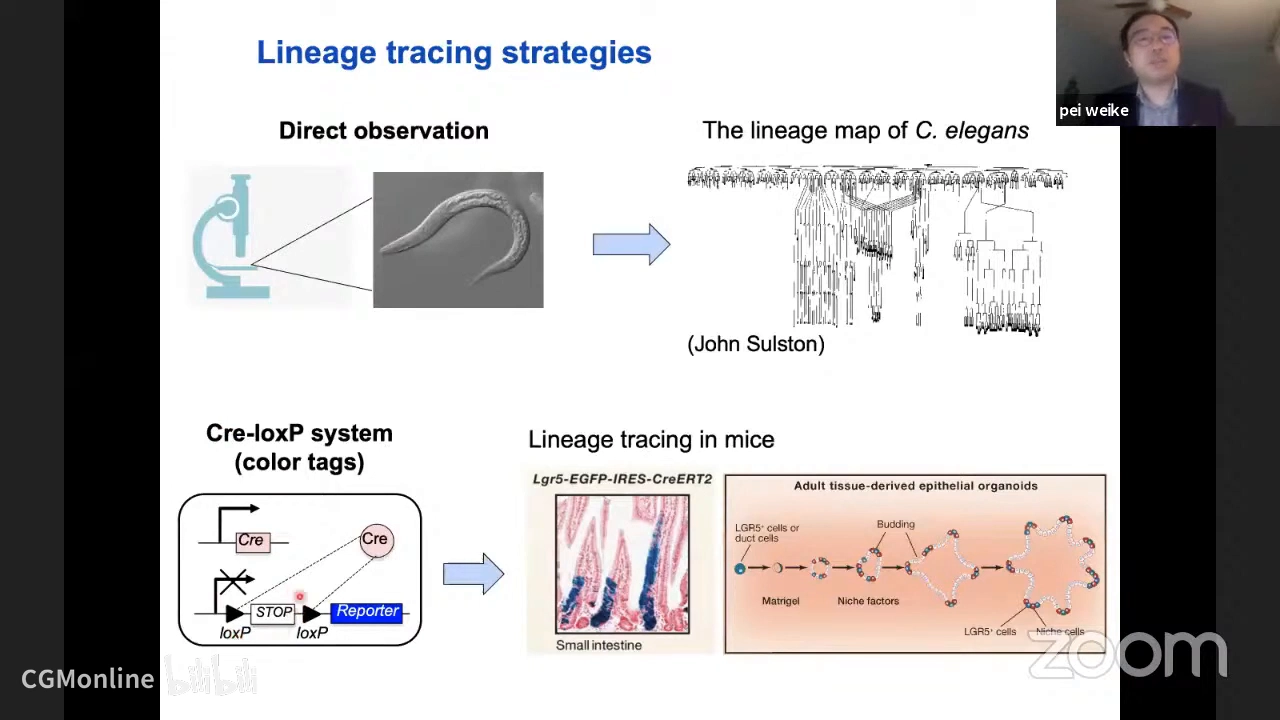 Lineage tracing strategies
pei weike
Direct observation
The lineage map of C. elegans
(John Sulston)
Cre-loxP system
(color tags)
Lineage tracing in mice
Cre
Cre
STOP
Reporter
loxP
loxP
Lgr5-EGFP-IRES-CreERT2
Small intestine
Adult tissue-derived epithelial organoids
LGR5⁺ cells or
duct cells
Budding
Matrigel
Niche factors
LGR5⁺ cells
Niche cells
zoom
CGMonline
bilibili